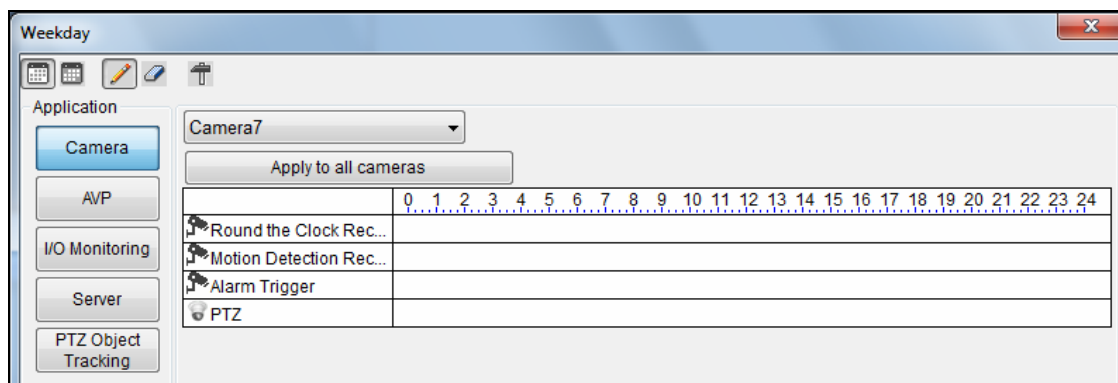 Weekday
Application
Camera
AVP
I/O Monitoring
Server
PTZ Object
Tracking
Camera7
Apply to all cameras
0 1 2 3 4 5 6 7 8 9 10 11 12 13 14 15 16 17 18 19 20 21 22 23 24
Round the Clock Rec...
Motion Detection Rec...
Alarm Trigger
PTZ